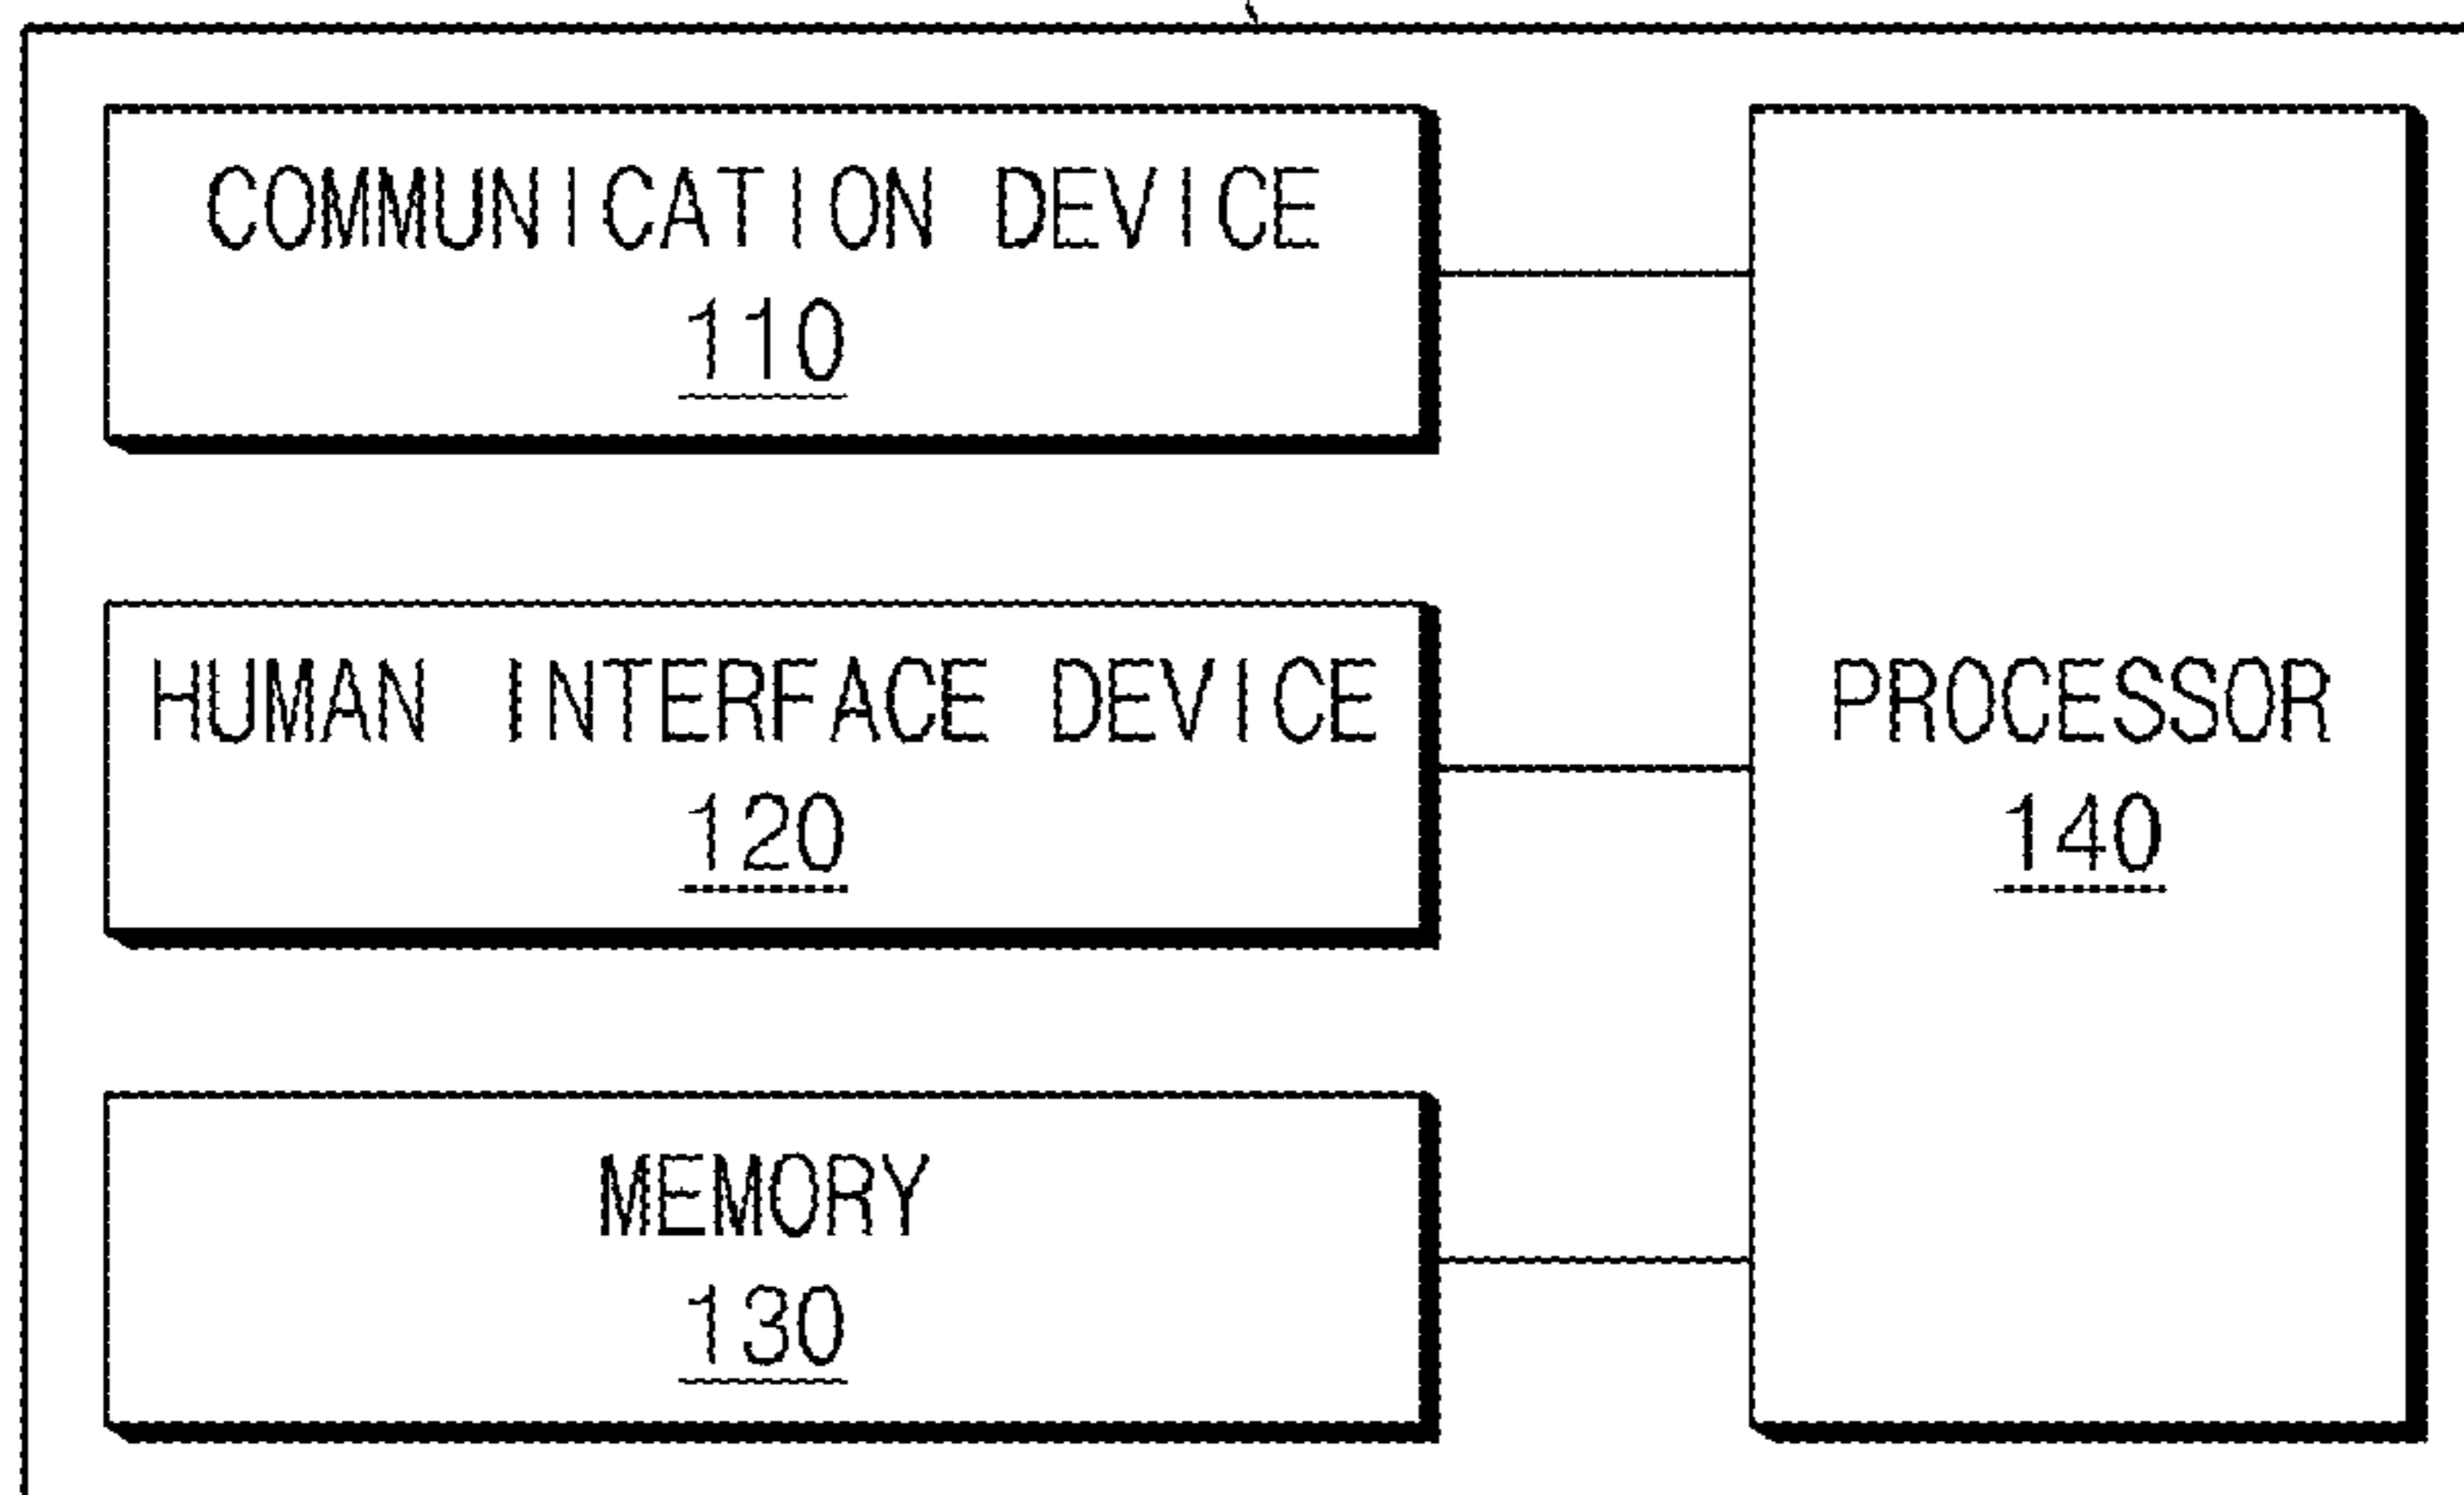 COMMUNICATION DEVICE
110
HUMAN INTERFACE DEVICE
120
MEMORY
130
PROCESSOR
140